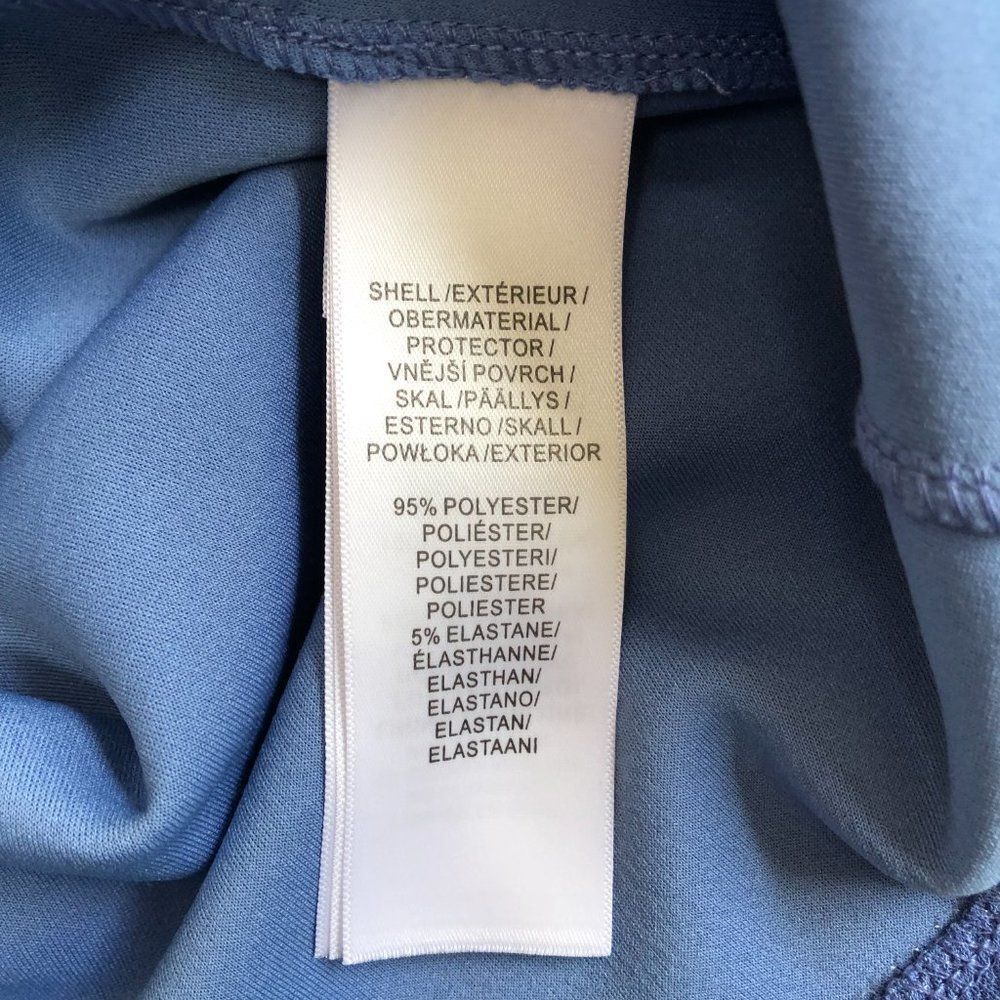 SHELL /EXTÉRIEUR /
OBERMATERIAL /
PROTECTOR /
VNĚJŠÍ POVRCH /
SKAL /PÄÄLLYS /
ESTERNO /SKALL /
POWŁOKA /EXTERIOR
95% POLYESTER/
POLIÉSTER/
POLYESTERI/
POLIESTERE/
POLIESTER
5% ELASTANE/
ÉLASTHANNE/
ELASTHAN/
ELASTANO/
ELASTAN/
ELASTAANI